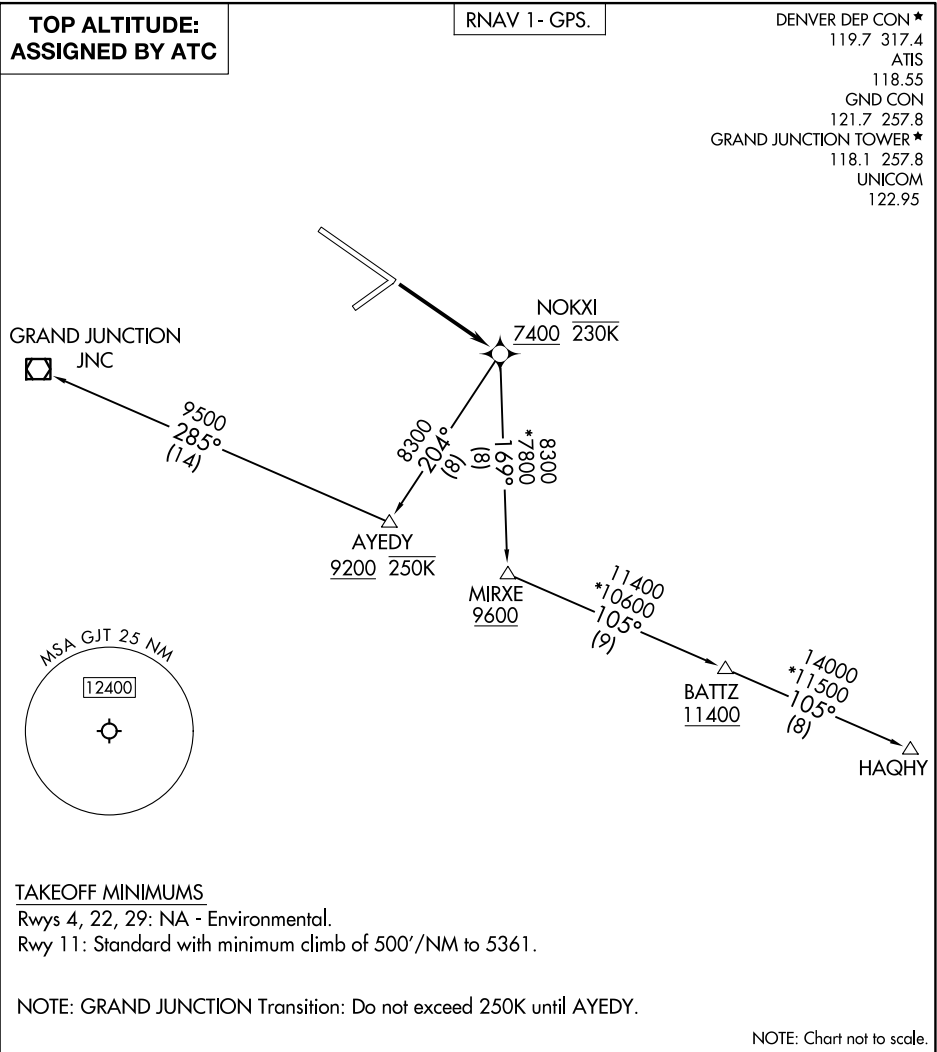 TOP ALTITUDE:
ASSIGNED BY ATC
RNAV 1- GPS.
DENVER DEP CON ★
119.7 317.4
ATIS
118.55
GND CON
121.7 257.8
GRAND JUNCTION TOWER ★
118.1 257.8
UNICOM
122.95
NOKXI
7400 230K
GRAND JUNCTION
JNC
9500
285°
(14)
8300
204°
(8)
8300
*7800
169°
(8)
AYEDY
9200 250K
MIRXE
9600
11400
*10600
105°
(9)
BATTZ
11400
14000
*11500
105°
(8)
HAQHY
MSA GJT 25 NM
12400
TAKEOFF MINIMUMS
Rwys 4, 22, 29: NA - Environmental.
Rwy 11: Standard with minimum climb of 500'/NM to 5361.
NOTE: GRAND JUNCTION Transition: Do not exceed 250K until AYEDY.
NOTE: Chart not to scale.